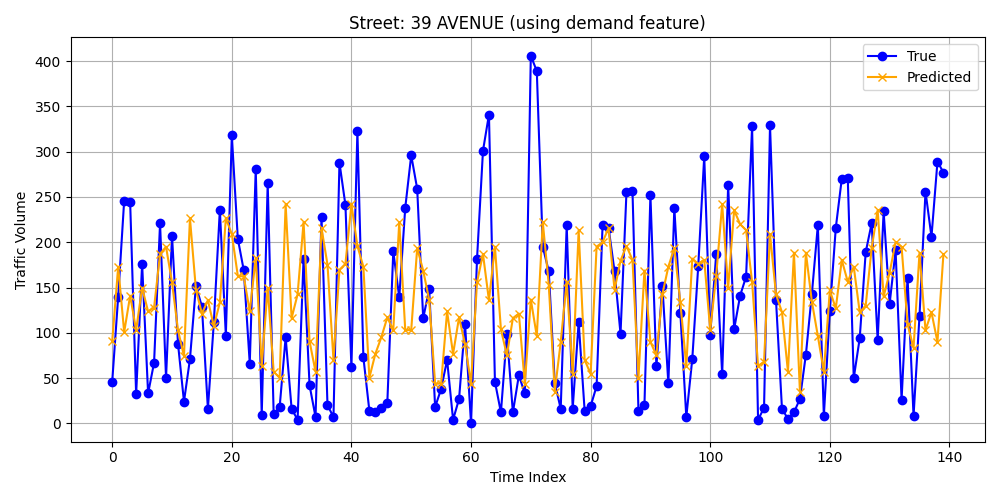 Street: 39 AVENUE (using demand feature)
True
Predicted
Traffic Volume
400
350
300
250
200
150
100
50
0
0 20 40 60 80 100 120 140
Time Index